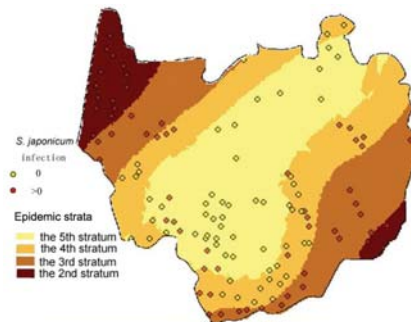 S. japonicum
infection
0
>0
Epidemic strata
the 5th stratum
the 4th stratum
the 3rd stratum
the 2nd stratum